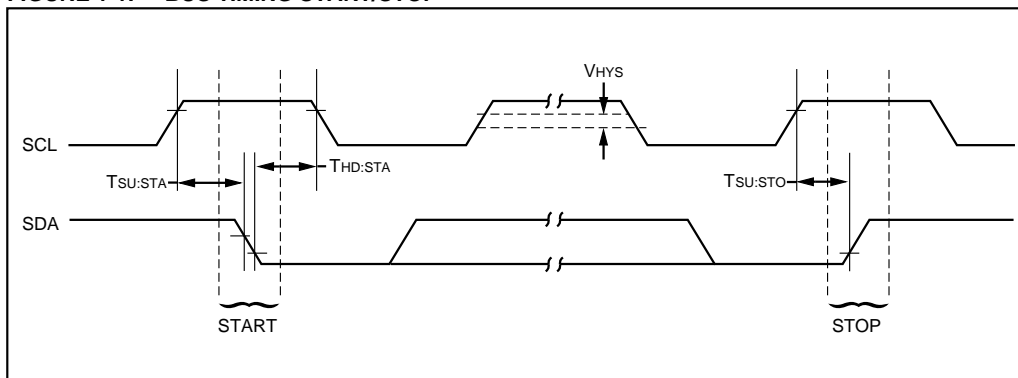 FIGURE 1-1: BUS TIMING START/STOP
VHYS
SCL
THD:STA
TSU:STA
TSU:STO
SDA
START
STOP